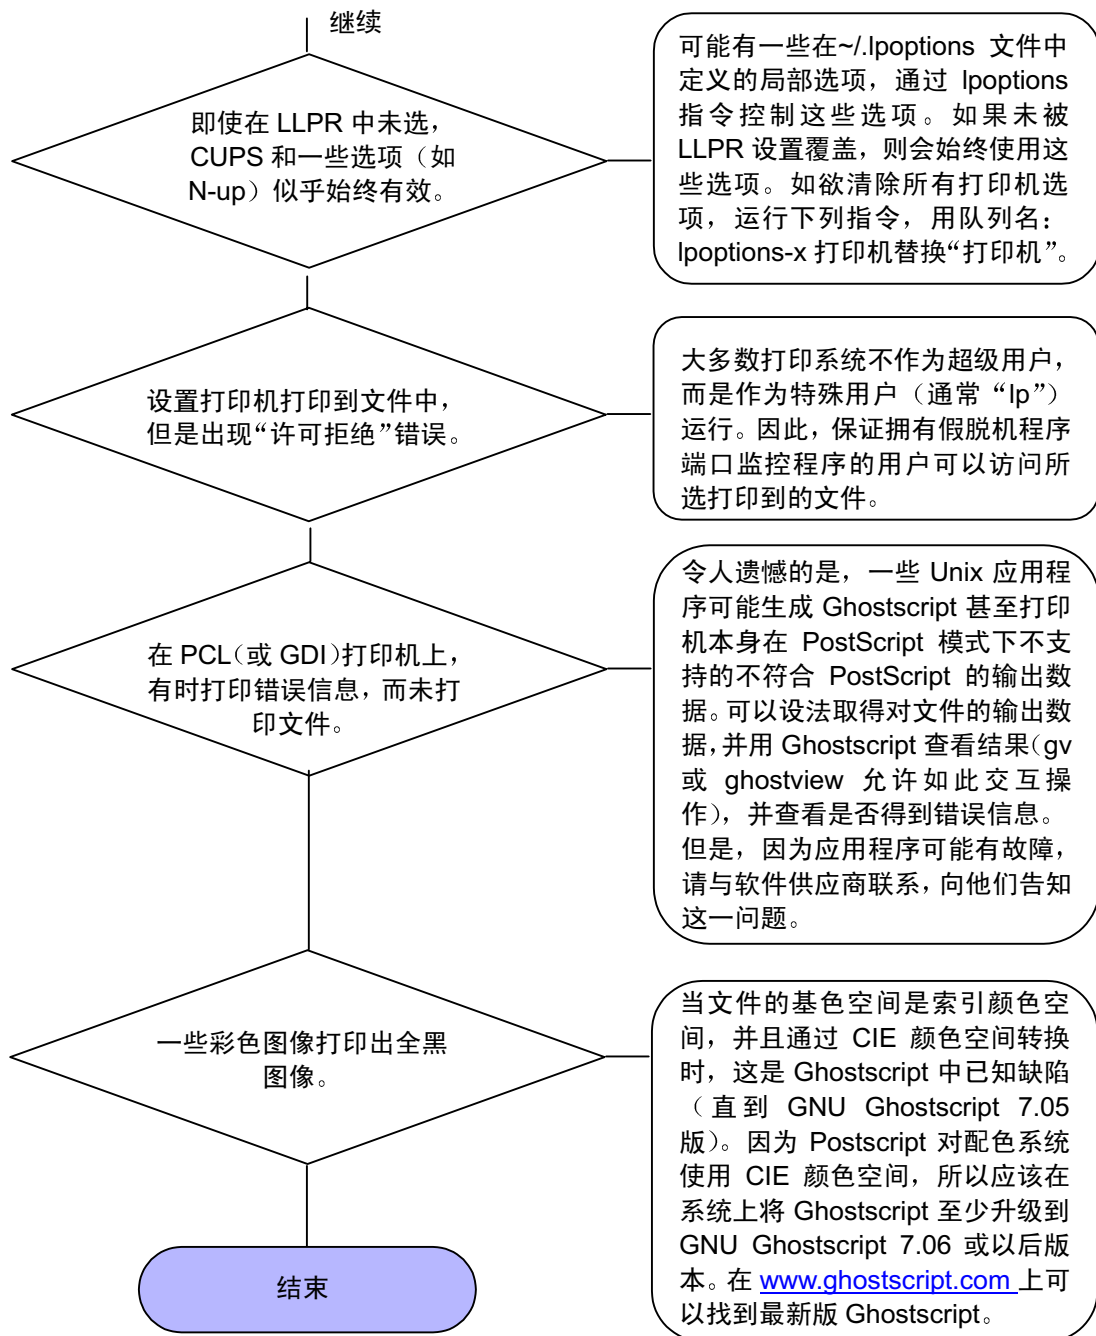 继续
即使在 LLPR 中未选，
CUPS 和一些选项（如
N-up）似乎始终有效。
可能有一些在~/.lpoptions 文件中
定义的局部选项，通过 lpoptions
指令控制这些选项。如果未被
LLPR 设置覆盖，则会始终使用这
些选项。如欲清除所有打印机选
项，运行下列指令，用队列名：
lpoptions-x 打印机替换“打印机”。
设置打印机打印到文件中，
但是出现“许可拒绝”错误。
大多数打印系统不作为超级用户，
而是作为特殊用户（通常 “lp”）
运行。因此，保证拥有假脱机程序
端口监控程序的用户可以访问所
选打印到的文件。
在 PCL（或 GDI）打印机上，
有时打印错误信息，而未打
印文件。
令人遗憾的是，一些 Unix 应用程
序可能生成 Ghostscript 甚至打印
机本身在 PostScript 模式下不支
持的不符合 PostScript 的输出数
据。可以设法取得对文件的输出数
据，并用 Ghostscript 查看结果（gv
或 ghostview 允许如此交互操
作），并查看是否得到错误信息。
但是，因为应用程序可能有故障，
请与软件供应商联系，向他们告知
这一问题。
一些彩色图像打印出全黑
图像。
当文件的基色空间是索引颜色空
间，并且通过 CIE 颜色空间转换
时，这是 Ghostscript 中已知缺陷
（直到 GNU Ghostscript 7.05
版）。因为 Postscript 对配色系统
使用 CIE 颜色空间，所以应该在
系统上将 Ghostscript 至少升级到
GNU Ghostscript 7.06 或以后版
本。在 www.ghostscript.com 上可
以找到最新版 Ghostscript。
结束